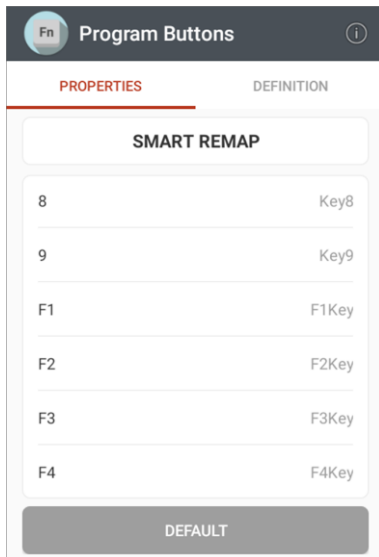 Fn Program Buttons
PROPERTIES DEFINITION
SMART REMAP
8 Key8
9 Key9
F1 F1Key
F2 F2Key
F3 F3Key
F4 F4Key
DEFAULT